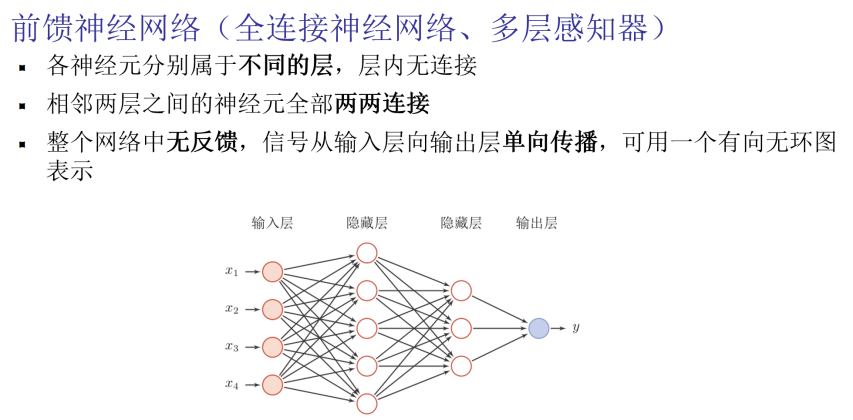 前馈神经网络（全连接神经网络、多层感知器）
▪ 各神经元分别属于不同的层，层内无连接
▪ 相邻两层之间的神经元全部两两连接
▪ 整个网络中无反馈，信号从输入层向输出层单向传播，可用一个有向无环图
表示
输入层 隐藏层 隐藏层 输出层
x₁
x₂
y
x₃
x₄